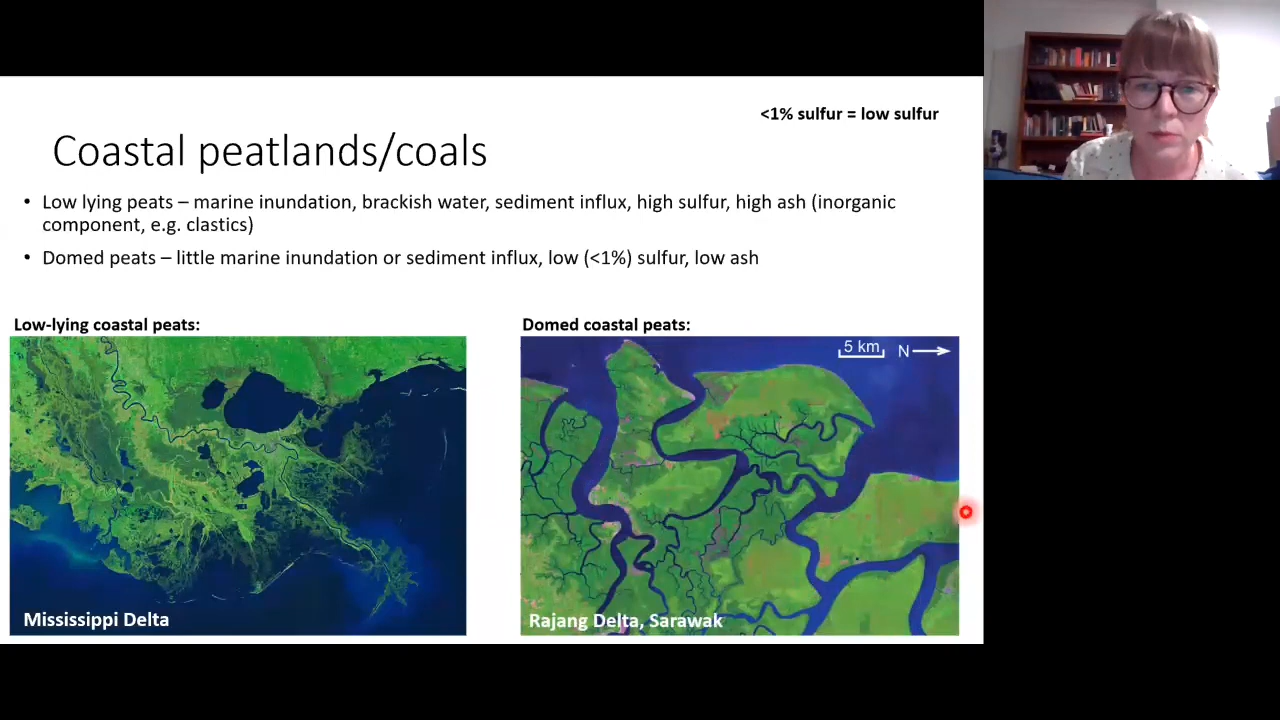 <1% sulfur = low sulfur
Coastal peatlands/coals
• Low lying peats – marine inundation, brackish water, sediment influx, high sulfur, high ash (inorganic
component, e.g. clastics)
• Domed peats – little marine inundation or sediment influx, low (<1%) sulfur, low ash
Low-lying coastal peats:
Domed coastal peats:
5 km N
Mississippi Delta
Rajang Delta, Sarawak